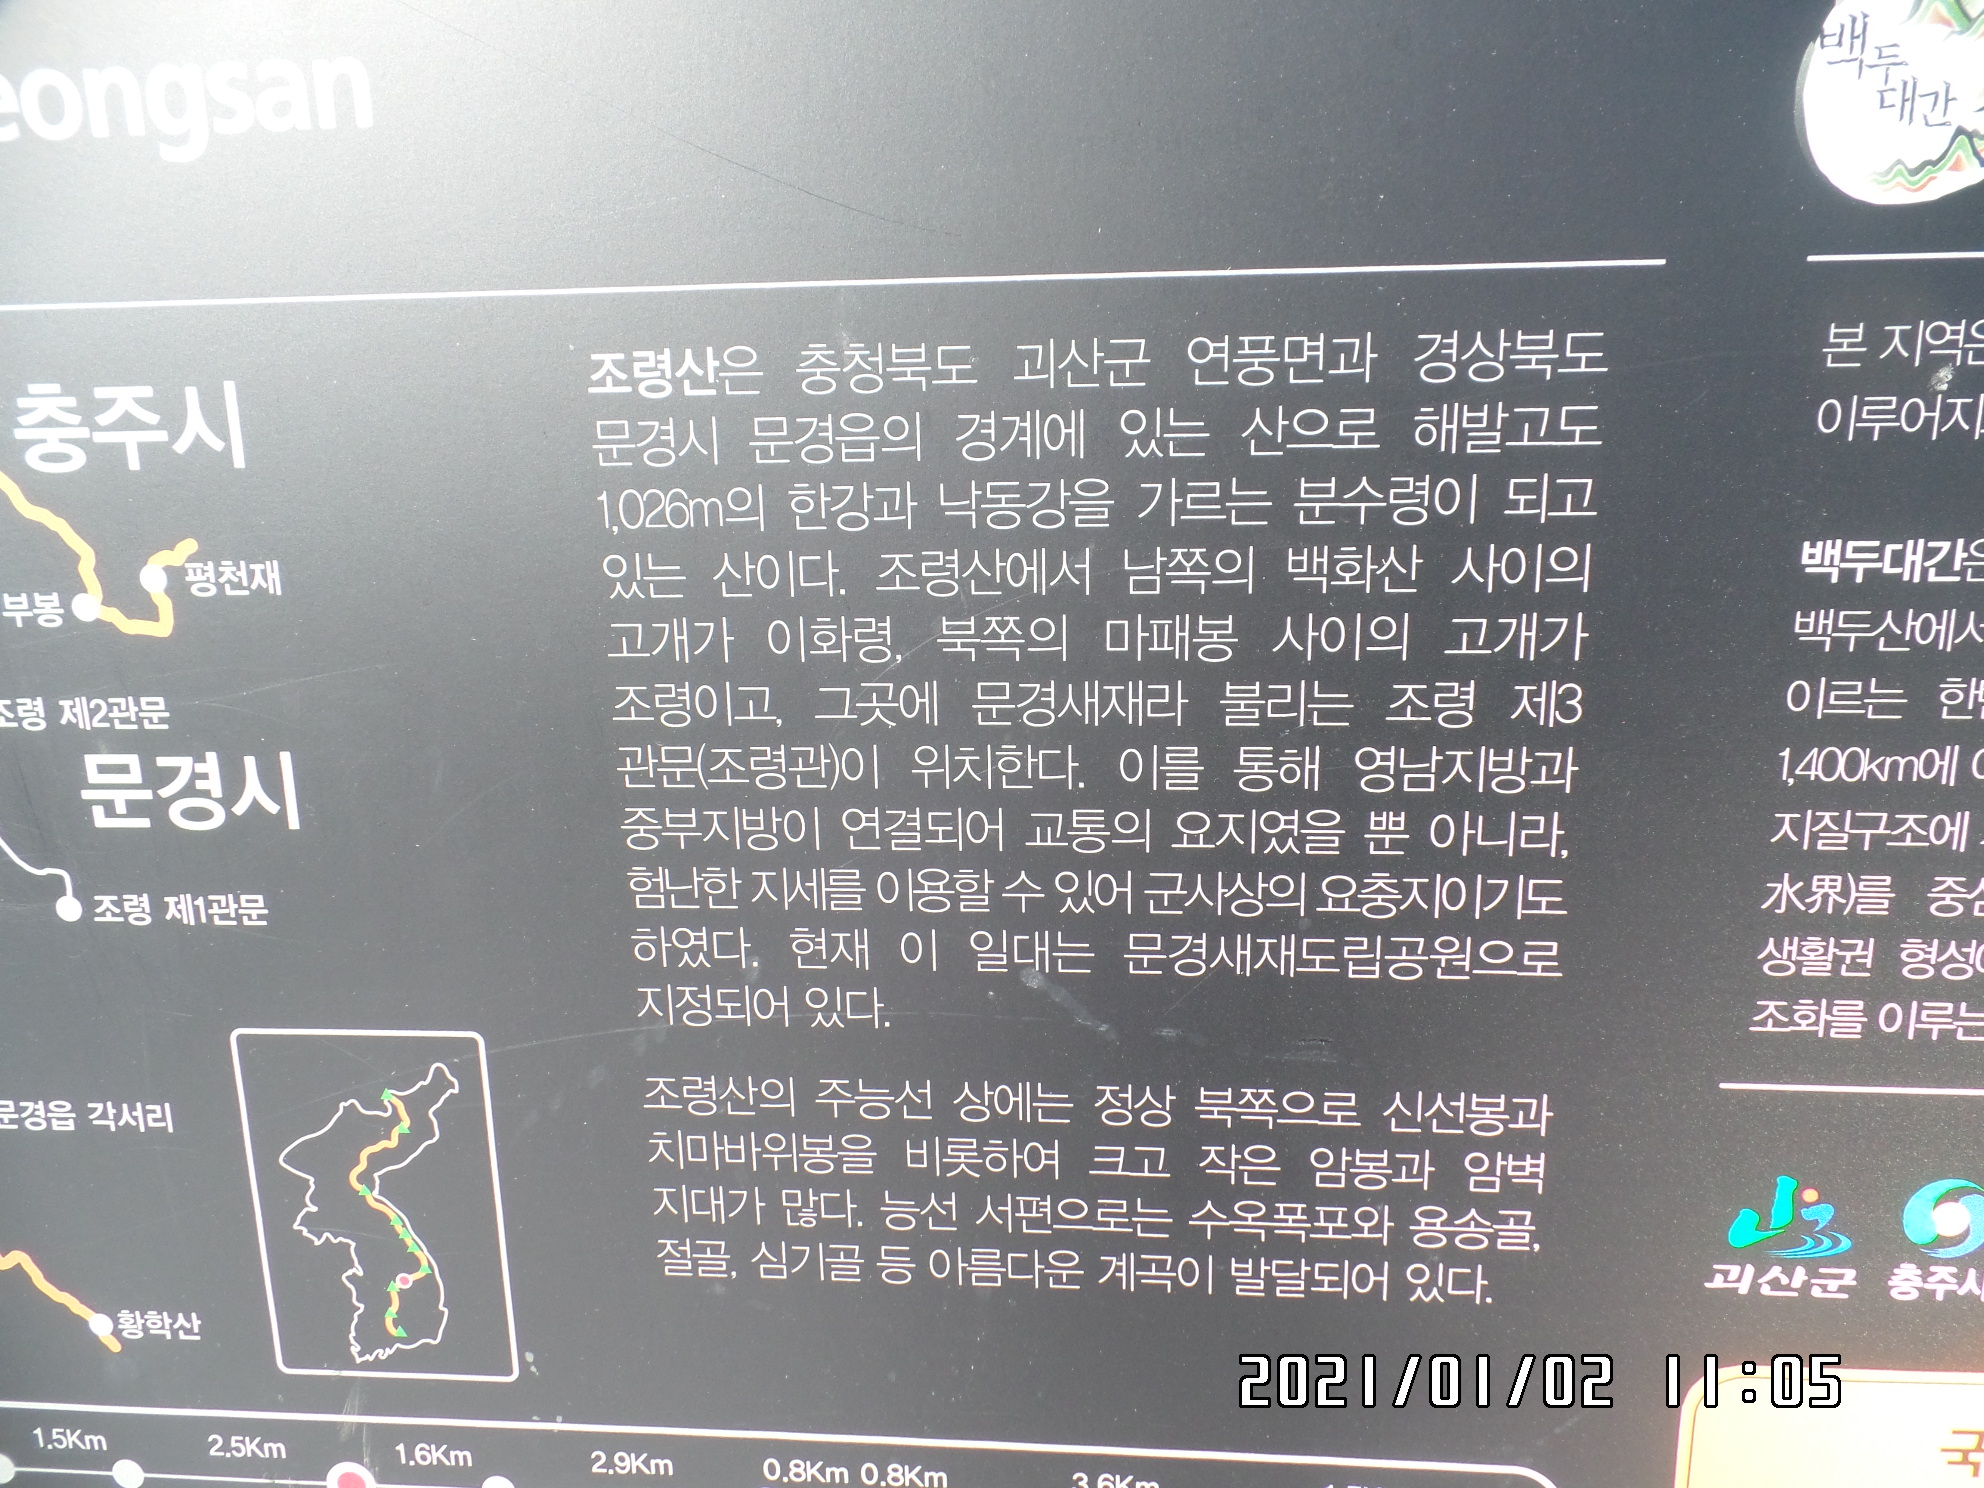 eongsan
백두
대간
충주시
평천재
부봉
조령 제2관문
문경시
조령 제1관문
문경읍 각서리
황학산
조령산은 충청북도 괴산군 연풍면과 경상북도
문경시 문경읍의 경계에 있는 산으로 해발고도
1,026m의 한강과 낙동강을 가르는 분수령이 되고
있는 산이다. 조령산에서 남쪽의 백화산 사이의
고개가 이화령, 북쪽의 마패봉 사이의 고개가
조령이고, 그곳에 문경새재라 불리는 조령 제3
관문(조령관)이 위치한다. 이를 통해 영남지방과
중부지방이 연결되어 교통의 요지였을 뿐 아니라,
험난한 지세를 이용할 수 있어 군사상의 요충지이기도
하였다. 현재 이 일대는 문경새재도립공원으로
지정되어 있다.
조령산의 주능선 상에는 정상 북쪽으로 신선봉과
치마바위봉을 비롯하여 크고 작은 암봉과 암벽
지대가 많다. 능선 서편으로는 수옥폭포와 용송골,
절골, 심기골 등 아름다운 계곡이 발달되어 있다.
본 지역은
이루어지
백두대간은
백두산에서
이르는
1,400km에
지질구조에
水界)를
생활권 형성에
조화를 이루는
괴산군 충주시
국
1.5Km 2.5Km 1.6Km 2.9Km 0.8Km 0.8Km 3.6Km
2021/01/02 11:05